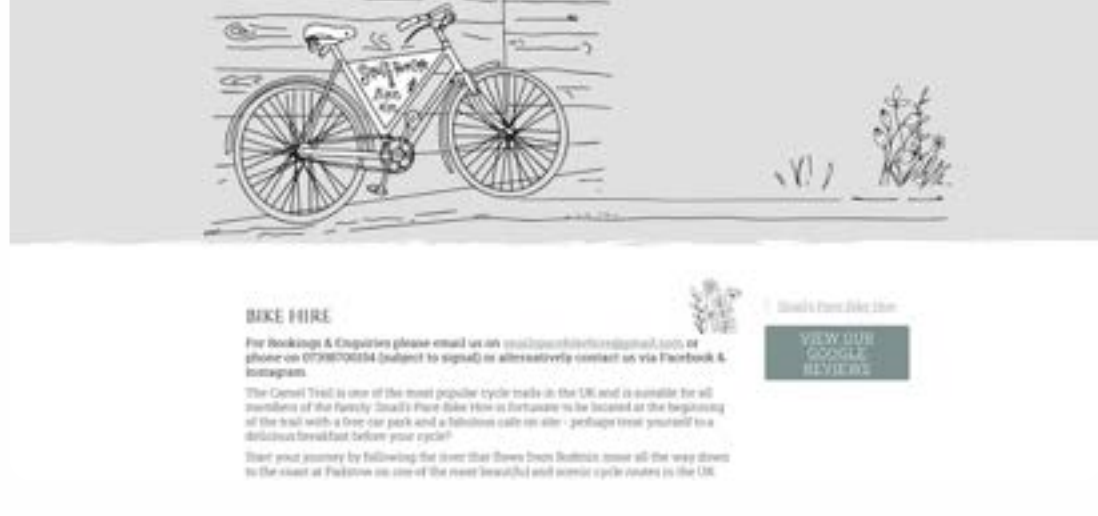 BIKE HIRE
For Bookings & Enquiries please email us on or
phone on (subject to signal) or alternatively contact us via Facebook &
Instagram
The Camel Trail is one of the most popular cycle trails in the UK and is suitable for all
members of the family. Snail's Pace Bike Hire is fortunate to be located at the beginning
of the trail with a free car park and a fabulous cafe on site - perhaps treat yourself to a
delicious breakfast before your cycle?
Start your journey by following the river that flows from Bodmin moor all the way down
to the coast at Padstow on one of the most beautiful and scenic cycle routes in the UK
Snail's Pace Bike Hire
VIEW OUR
GOOGLE
REVIEWS